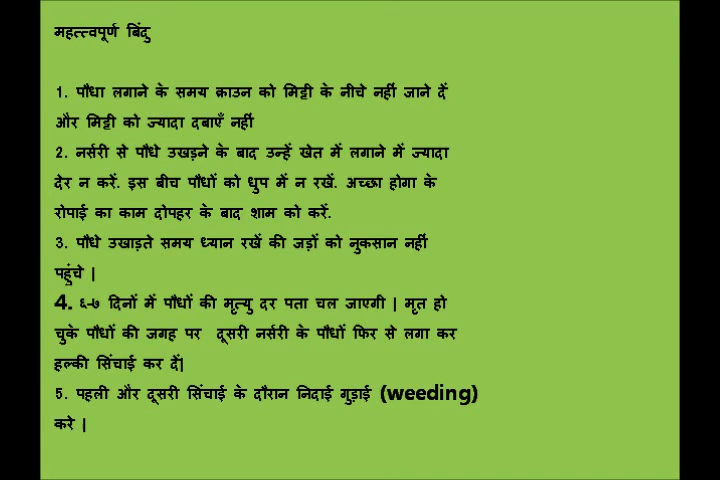 महत्त्वपूर्ण बिंदु
1. पौधा लगाने के समय क्राउन को मिट्टी के नीचे नहीं जाने दें
और मिट्टी को ज्यादा दबाएँ नहीं
2. नर्सरी से पौधे उखड़ने के बाद उन्हें खेत में लगाने में ज्यादा
देर न करें. इस बीच पौधों को धुप में न रखें. अच्छा होगा के
रोपाई का काम दोपहर के बाद शाम को करें.
3. पौधे उखाड़ते समय ध्यान रखें की जड़ों को नुकसान नहीं
पहुंचे |
4. ६-७ दिनों में पौधों की मृत्यु दर पता चल जाएगी | मृत हो
चुके पौधों की जगह पर दूसरी नर्सरी के पौधों फिर से लगा कर
हल्की सिंचाई कर दें|
5. पहली और दूसरी सिंचाई के दौरान निदाई गुड़ाई (weeding)
करे |